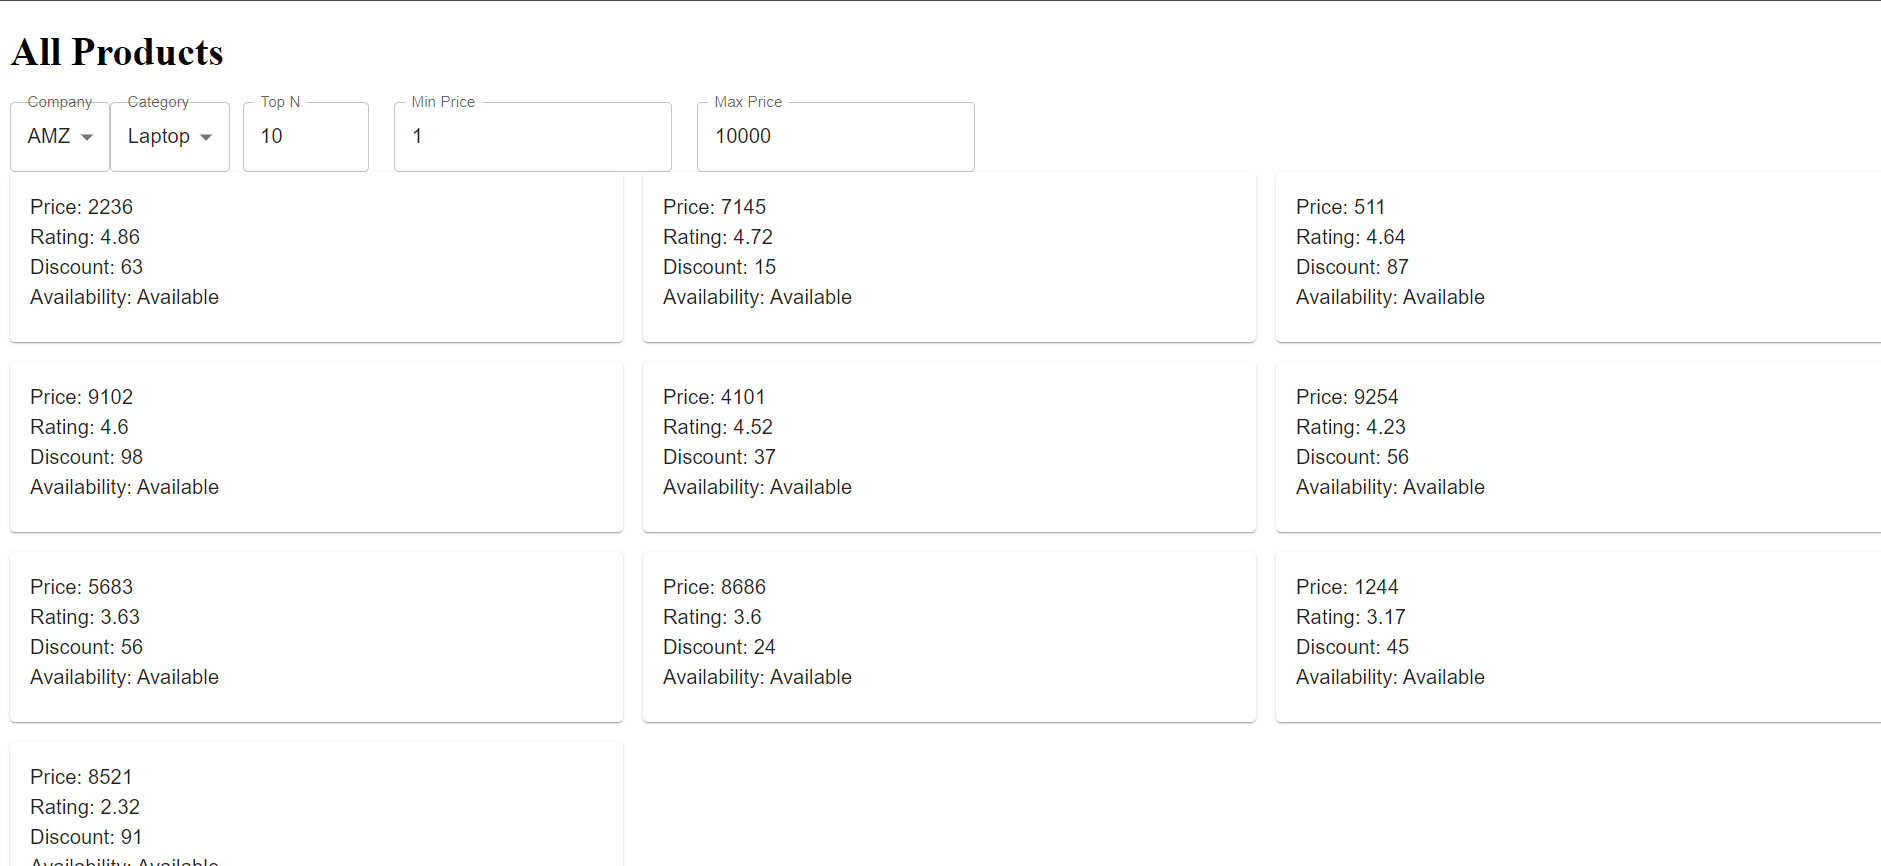 All Products
Company Category Top N Min Price Max Price
AMZ Laptop 10 1 10000
Price: 2236
Rating: 4.86
Discount: 63
Availability: Available
Price: 7145
Rating: 4.72
Discount: 15
Availability: Available
Price: 511
Rating: 4.64
Discount: 87
Availability: Available
Price: 9102
Rating: 4.6
Discount: 98
Availability: Available
Price: 4101
Rating: 4.52
Discount: 37
Availability: Available
Price: 9254
Rating: 4.23
Discount: 56
Availability: Available
Price: 5683
Rating: 3.63
Discount: 56
Availability: Available
Price: 8686
Rating: 3.6
Discount: 24
Availability: Available
Price: 1244
Rating: 3.17
Discount: 45
Availability: Available
Price: 8521
Rating: 2.32
Discount: 91
Availability: Available